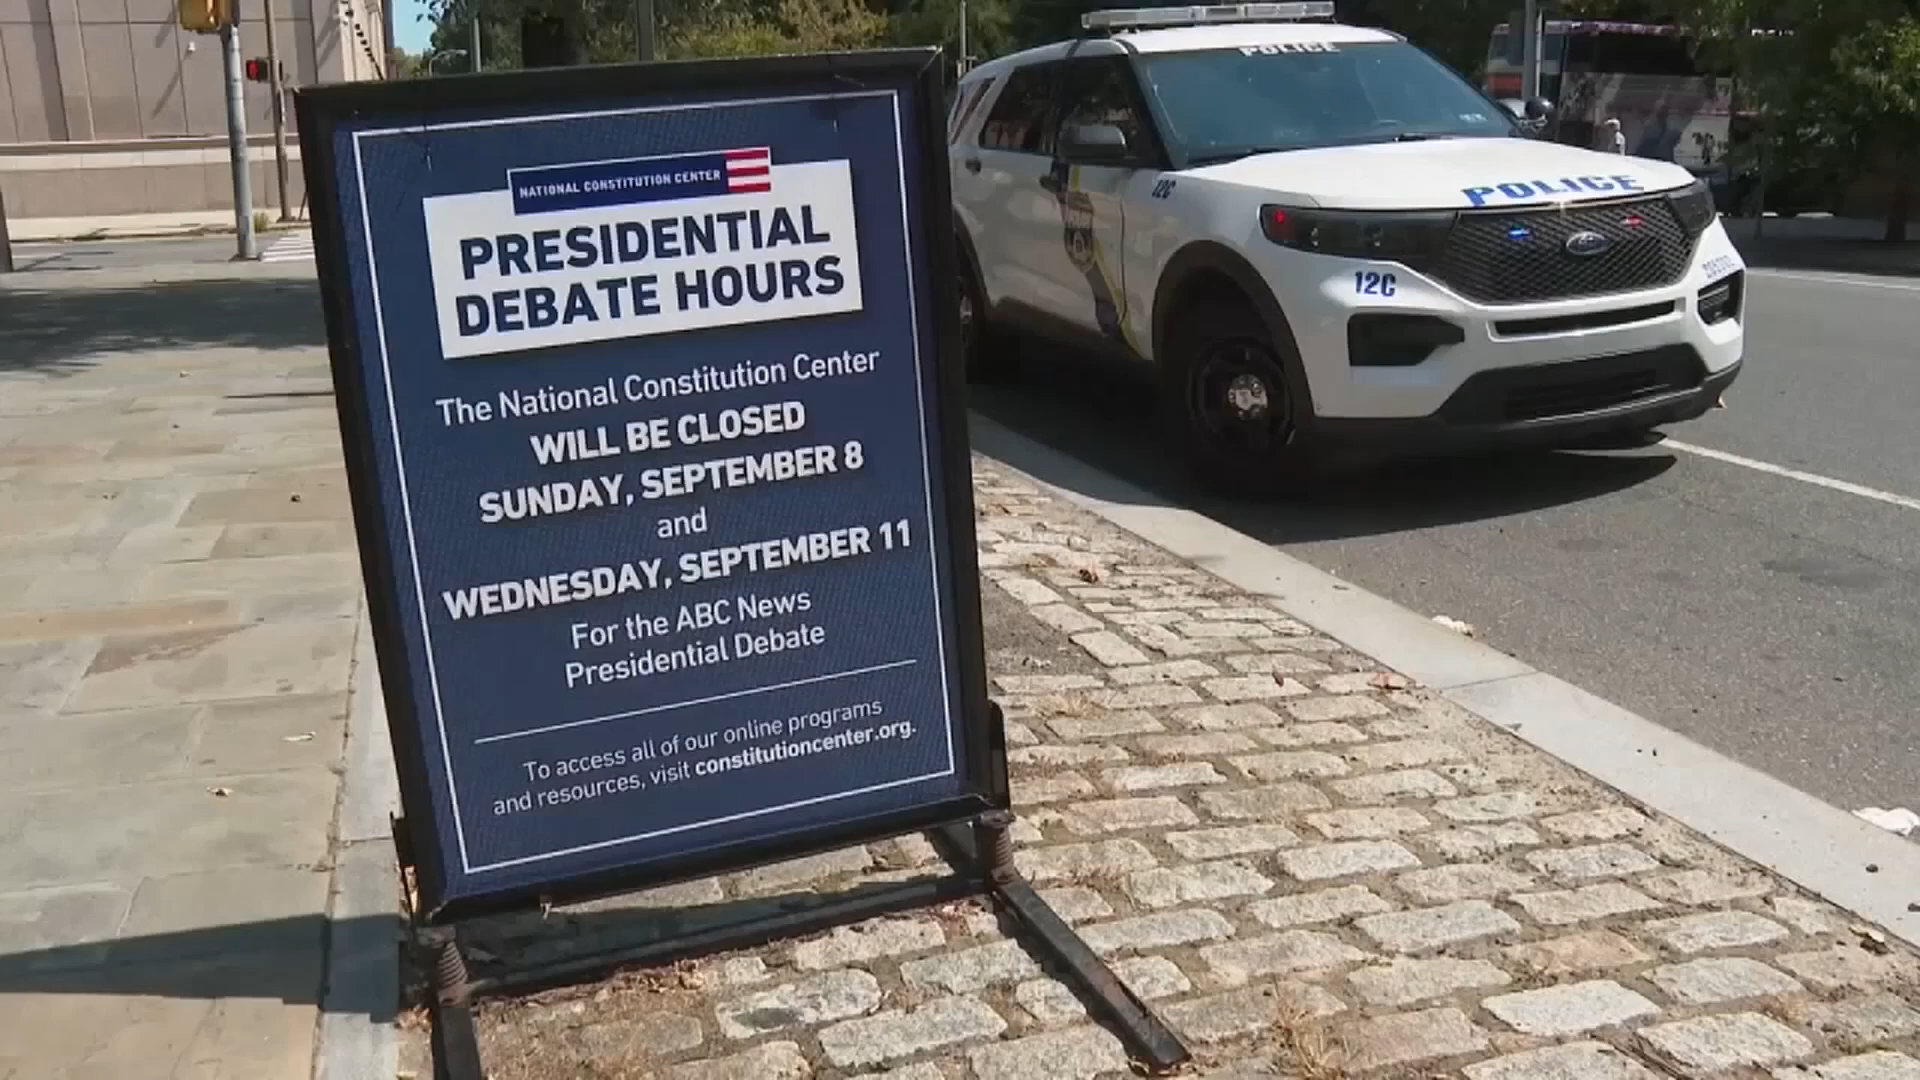 NATIONAL CONSTITUTION CENTER
PRESIDENTIAL
DEBATE HOURS
The National Constitution Center
WILL BE CLOSED
SUNDAY, SEPTEMBER 8
and
WEDNESDAY, SEPTEMBER 11
For the ABC News
Presidential Debate
To access all of our online programs
and resources, visit constitutioncenter.org.
POLICE
POLICE
12C
12C